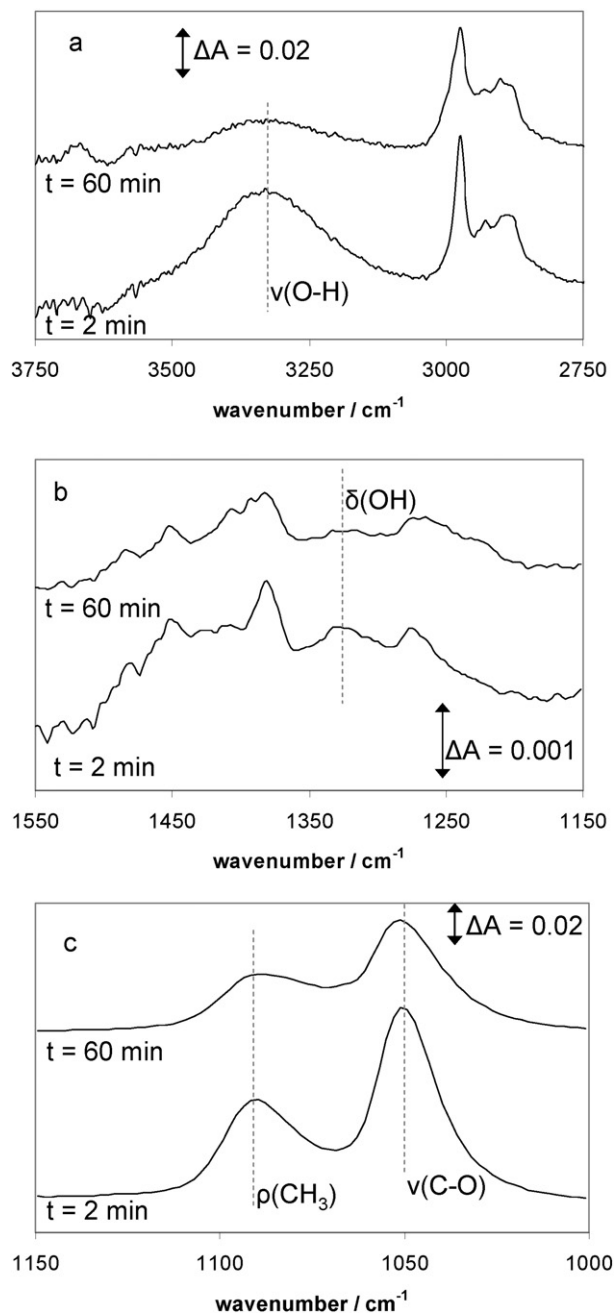 a
ΔA = 0.02
t = 60 min
ν(O-H)
t = 2 min
3750 3500 3250 3000 2750
wavenumber / cm⁻¹
b
δ(OH)
t = 60 min
t = 2 min
ΔA = 0.001
1550 1450 1350 1250 1150
wavenumber / cm⁻¹
c
ΔA = 0.02
t = 60 min
ρ(CH₃)
ν(C-O)
t = 2 min
1150 1100 1050 1000
wavenumber / cm⁻¹